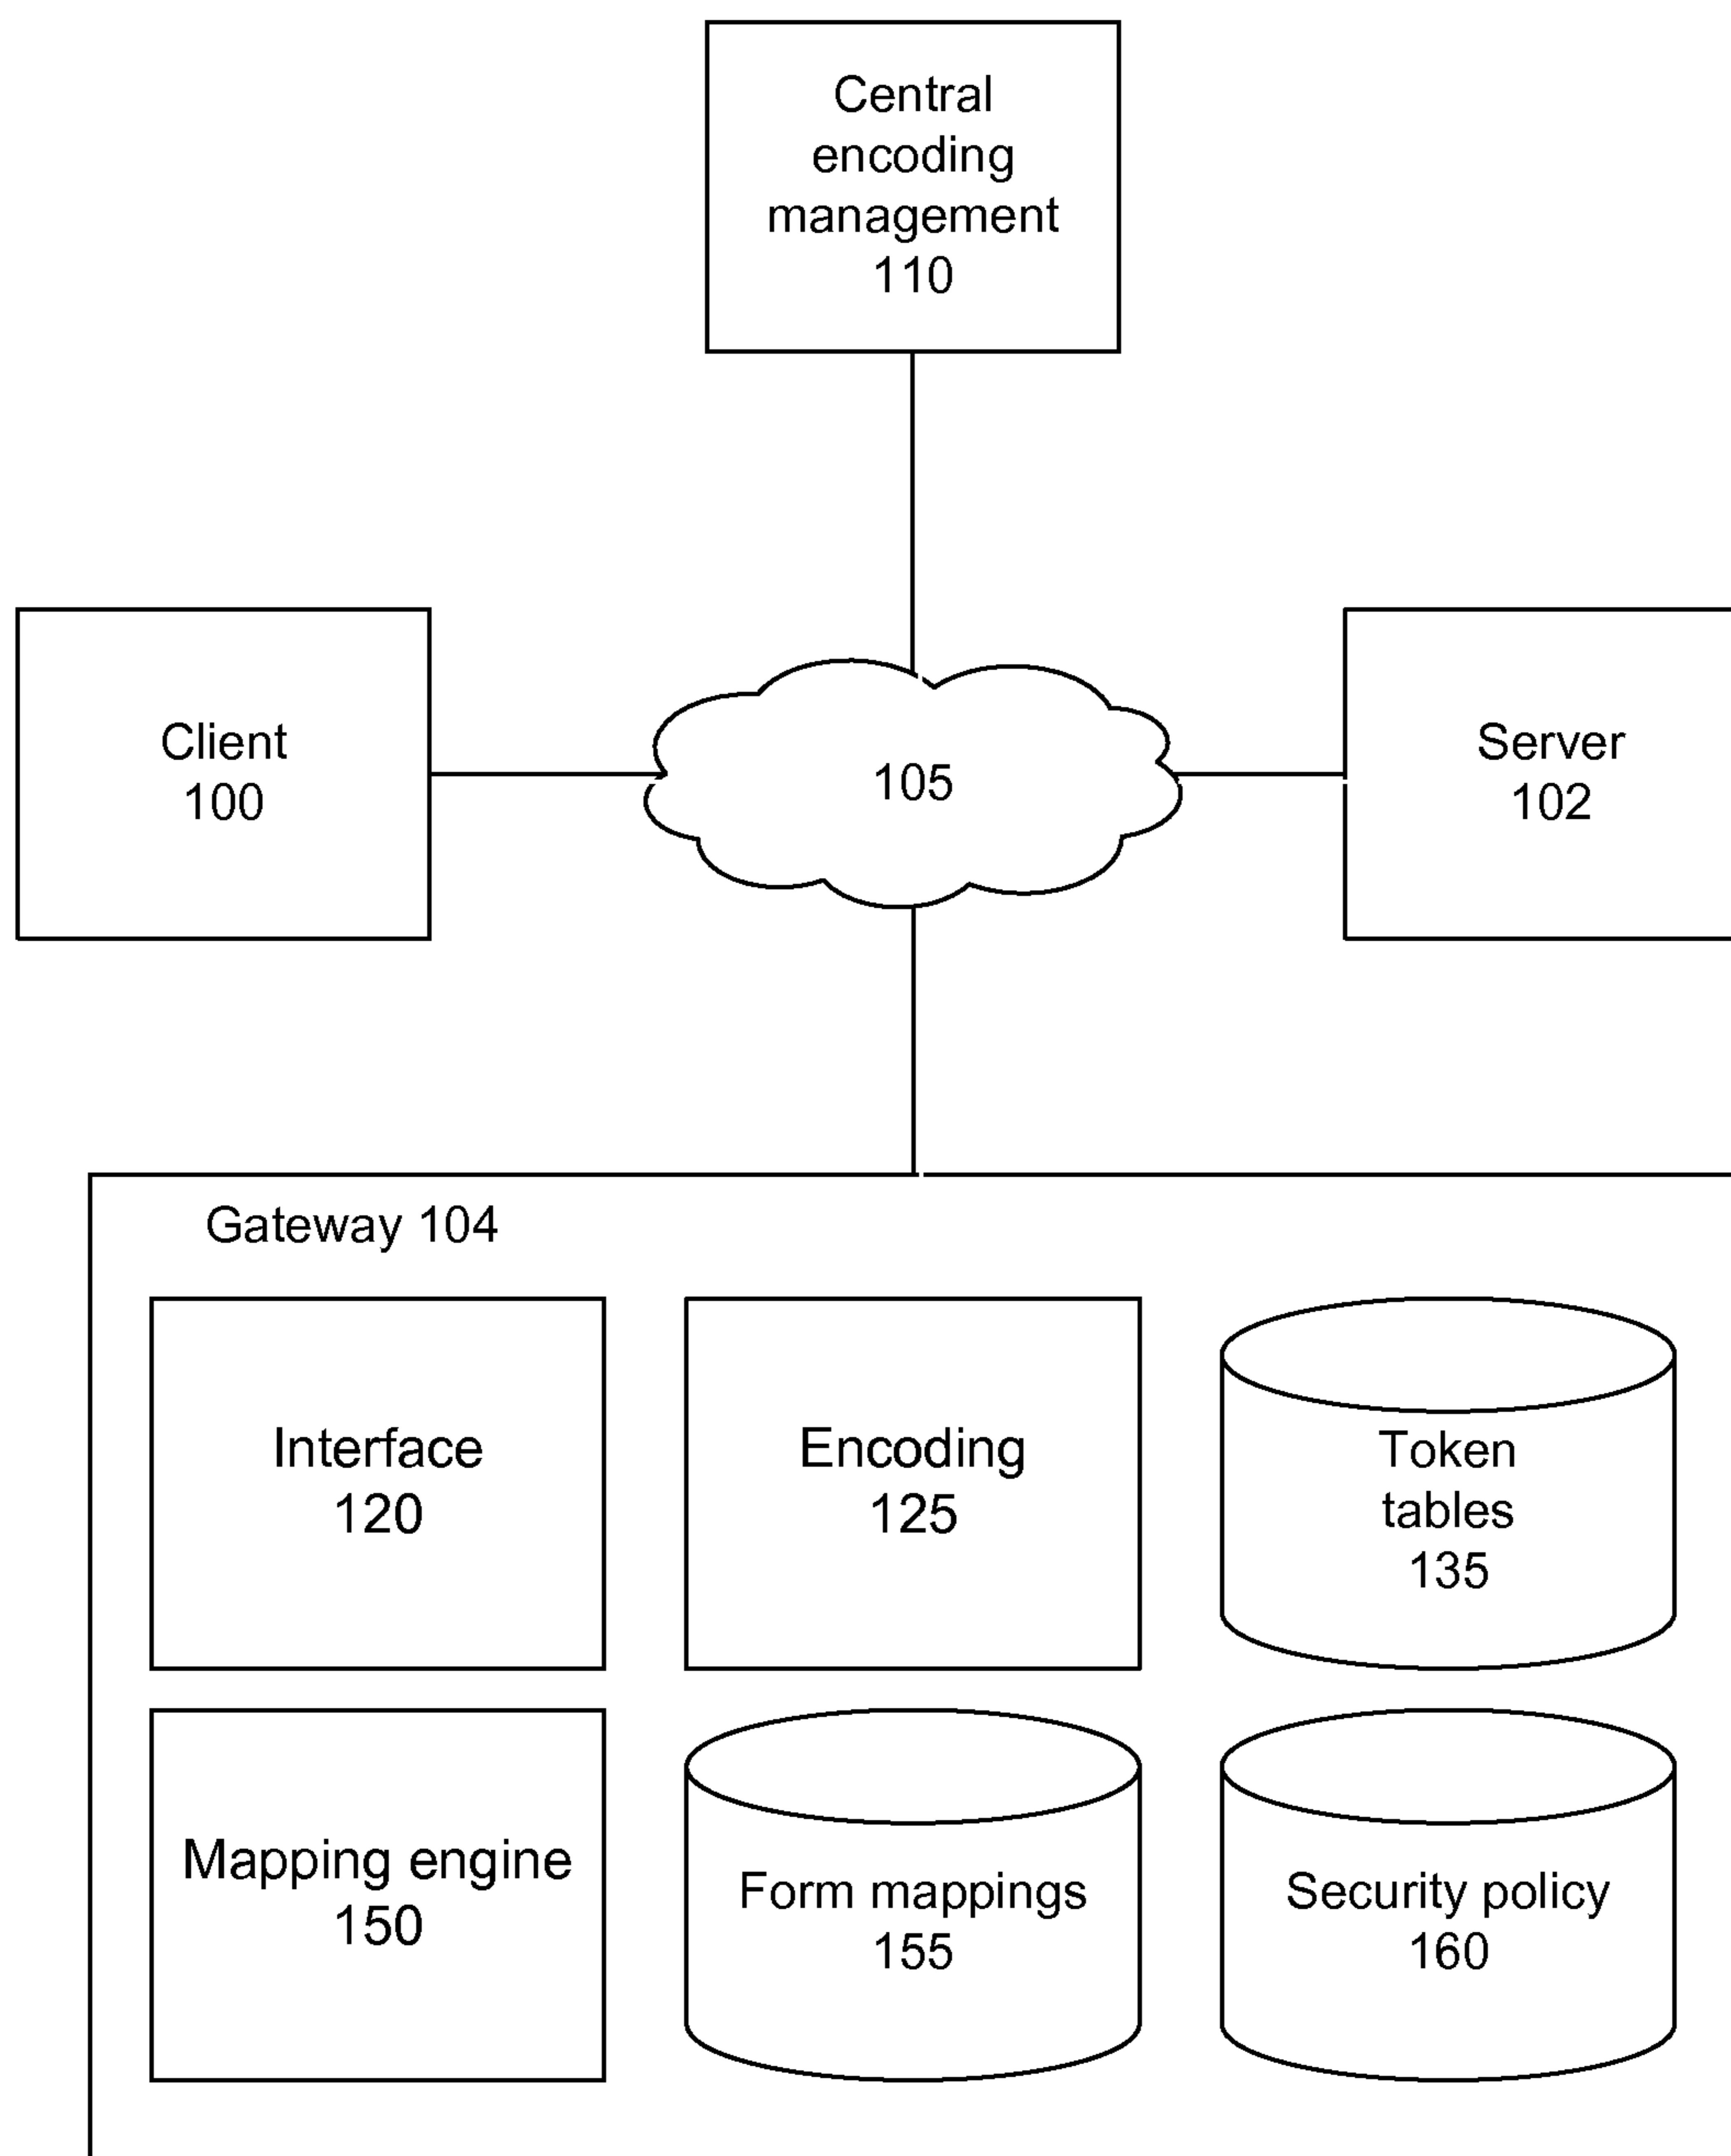 Central
encoding
management
110
Client
100
105
Server
102
Gateway 104
Interface
120
Encoding
125
Token
tables
135
Mapping engine
150
Form mappings
155
Security policy
160